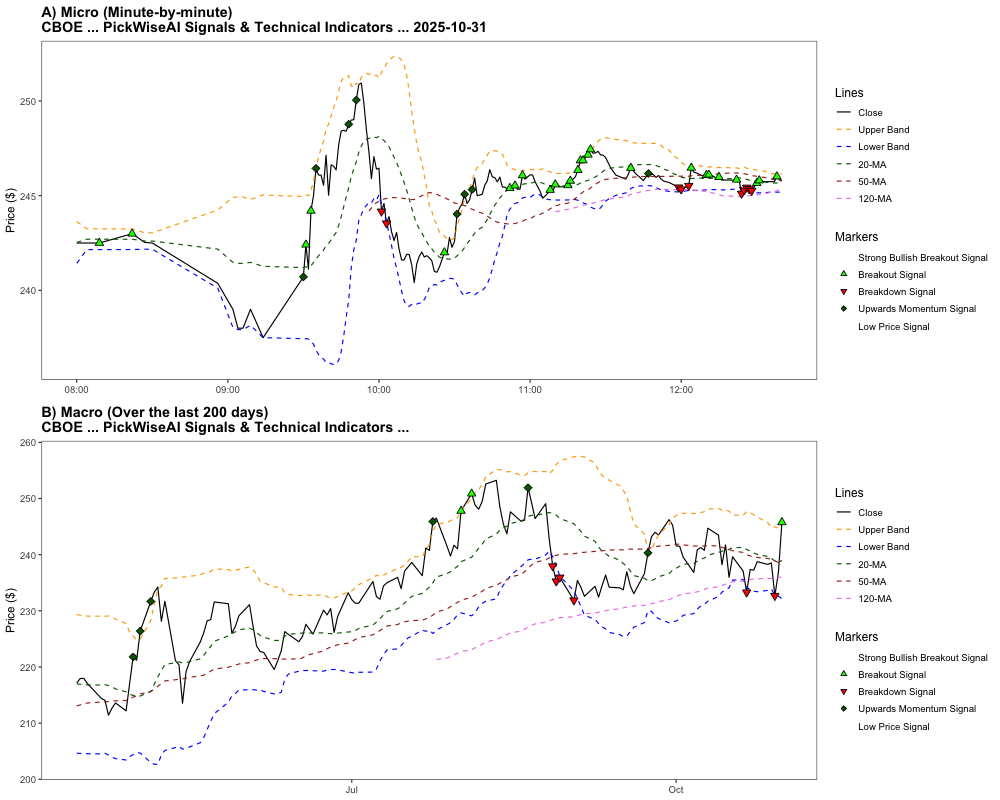 A) Micro (Minute-by-minute)
CBOE ... PickWiseAI Signals & Technical Indicators ... 2025-10-31
Price ($)
250
245
240
08:00
09:00
10:00
11:00
12:00
Lines
Close
Upper Band
Lower Band
20-MA
50-MA
120-MA
Markers
Strong Bullish Breakout Signal
Breakout Signal
Breakdown Signal
Upwards Momentum Signal
Low Price Signal
B) Macro (Over the last 200 days)
CBOE ... PickWiseAI Signals & Technical Indicators ...
Price ($)
260
250
240
230
220
210
200
Jul
Oct
Lines
Close
Upper Band
Lower Band
20-MA
50-MA
120-MA
Markers
Strong Bullish Breakout Signal
Breakout Signal
Breakdown Signal
Upwards Momentum Signal
Low Price Signal